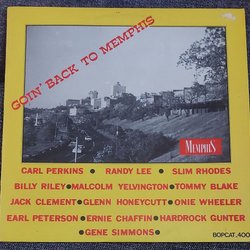 GOIN' BACK TO MEMPHIS
MEMPHIS
CARL PERKINS • RANDY LEE • SLIM RHODES
BILLY RILEY • MALCOLM YELVINGTON • TOMMY BLAKE
JACK CLEMENT • GLENN HONEYCUTT • ONIE WHEELER
EARL PETERSON • ERNIE CHAFFIN • HARDROCK GUNTER
• GENE SIMMONS •
BOPCAT.400